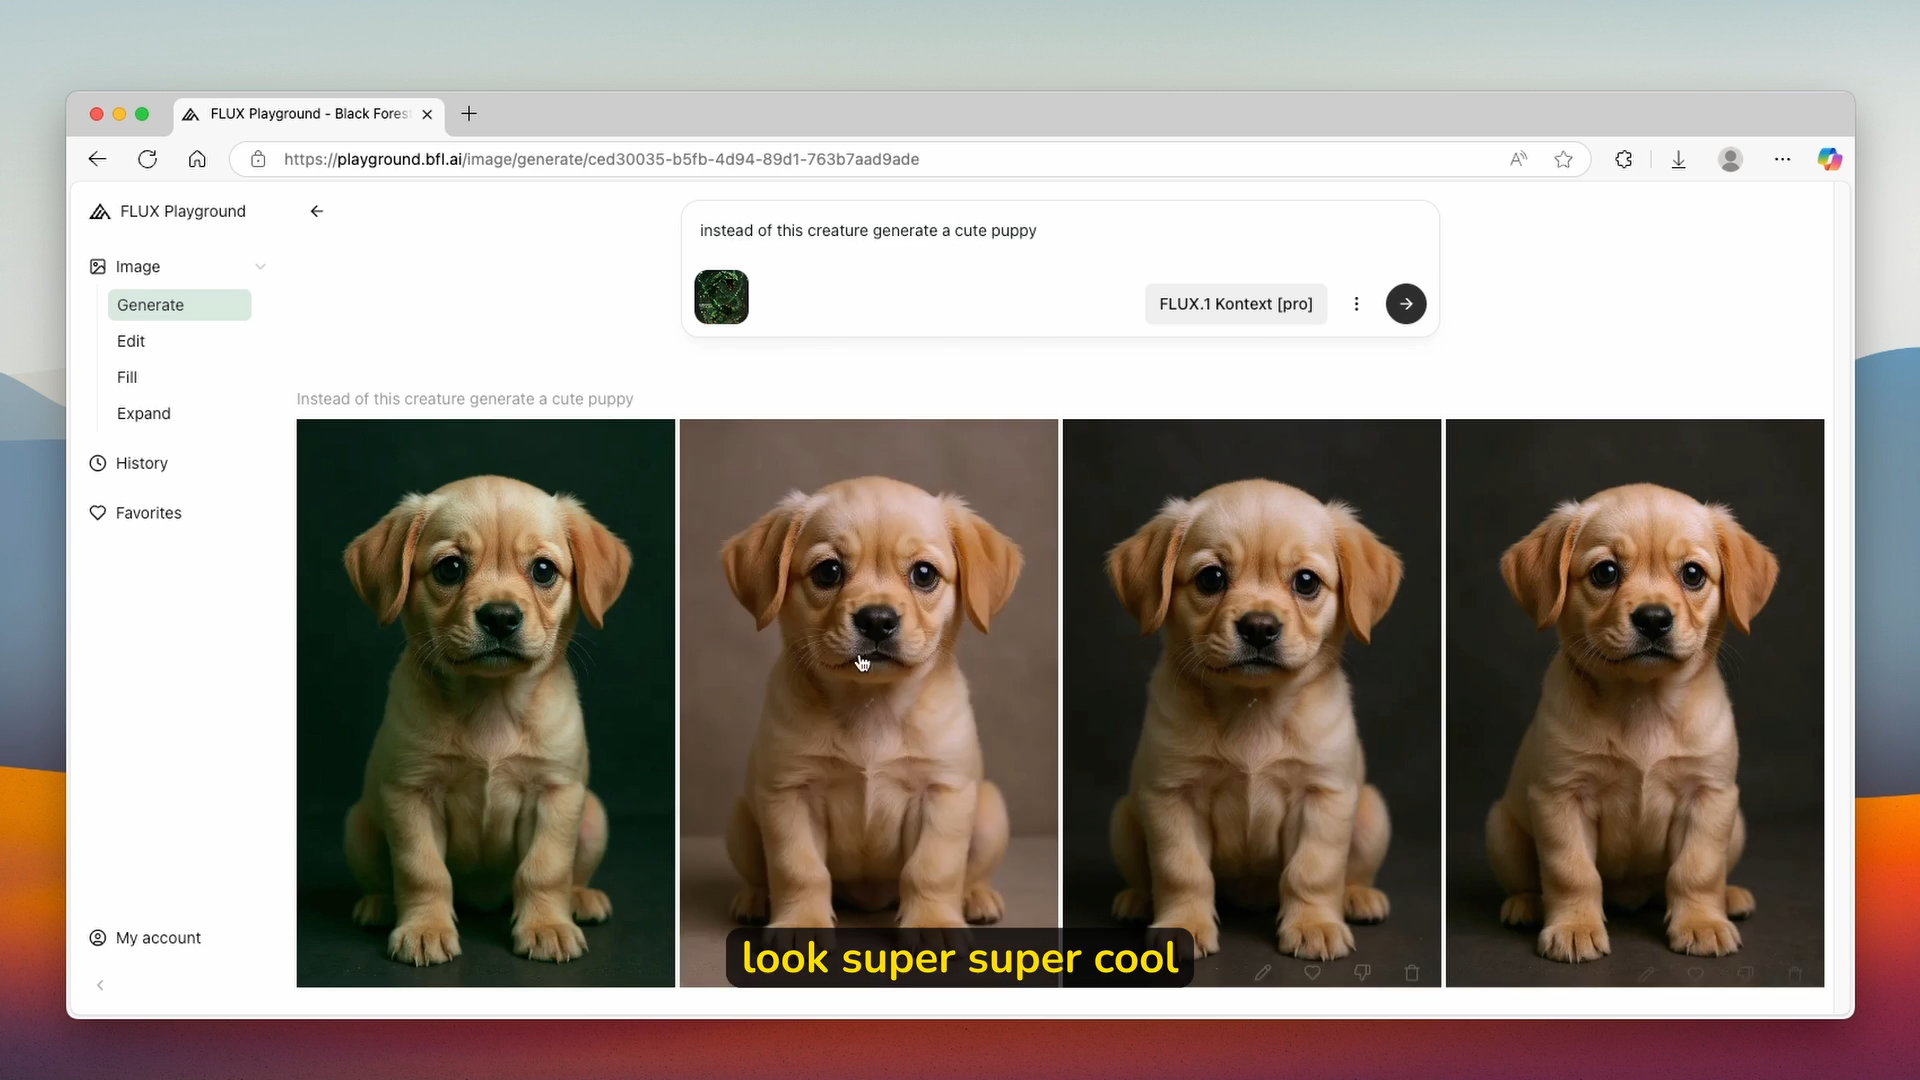 FLUX Playground - Black Fores
https://playground.bfl.ai/image/generate/ced30035-b5fb-4d94-89d1-763b7aad9ade
FLUX Playground
Image
Generate
Edit
Fill
Expand
History
Favorites
My account
instead of this creature generate a cute puppy
FLUX.1 Kontext [pro]
Instead of this creature generate a cute puppy
look super super cool